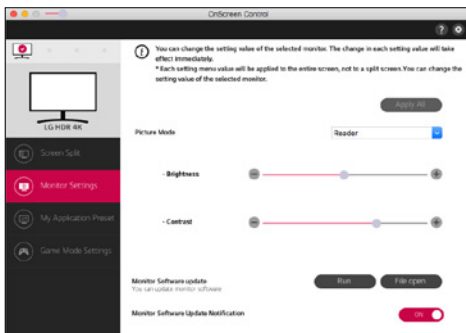 OnScreen Control
You can change the setting value of the selected monitor. The change in each setting value will take
effect immediately.
* Each setting menu value will be applied to the entire screen, not to a split screen.You can change the
setting value of the selected monitor.
Apply All
LG HDR 4K
Picture Mode
Reader
Screen Split
- Brightness
Monitor Settings
My Application Preset
- Contrast
Game Mode Settings
Monitor Software update
You can update monitor software
Run
File open
Monitor Software Update Notification
ON